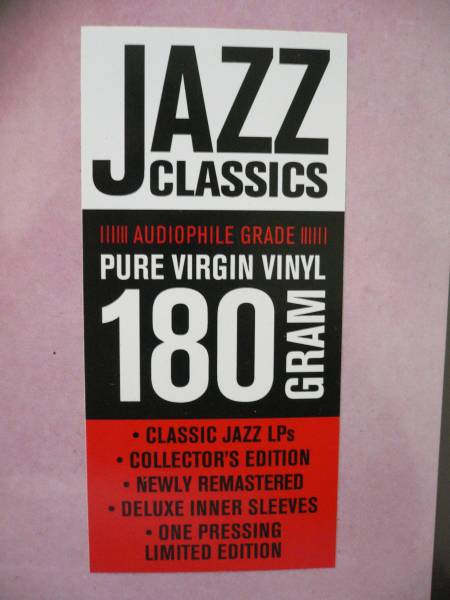 JAZZ
CLASSICS
AUDIOPHILE GRADE
PURE VIRGIN VINYL
180 GRAM
• CLASSIC JAZZ LPs
• COLLECTOR'S EDITION
• NEWLY REMASTERED
• DELUXE INNER SLEEVES
• ONE PRESSING
LIMITED EDITION